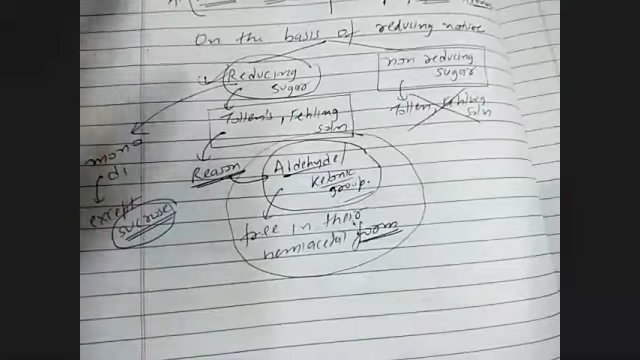 On the basis of reducing nature
Reducing
sugar
non reducing
sugar
Tollen's, Fehling
soln
Tollen's, Fehling
soln
mono
di
except
sucrose
Reason
Aldehyde/
Ketonic
group.
free in their
hemiacetal form